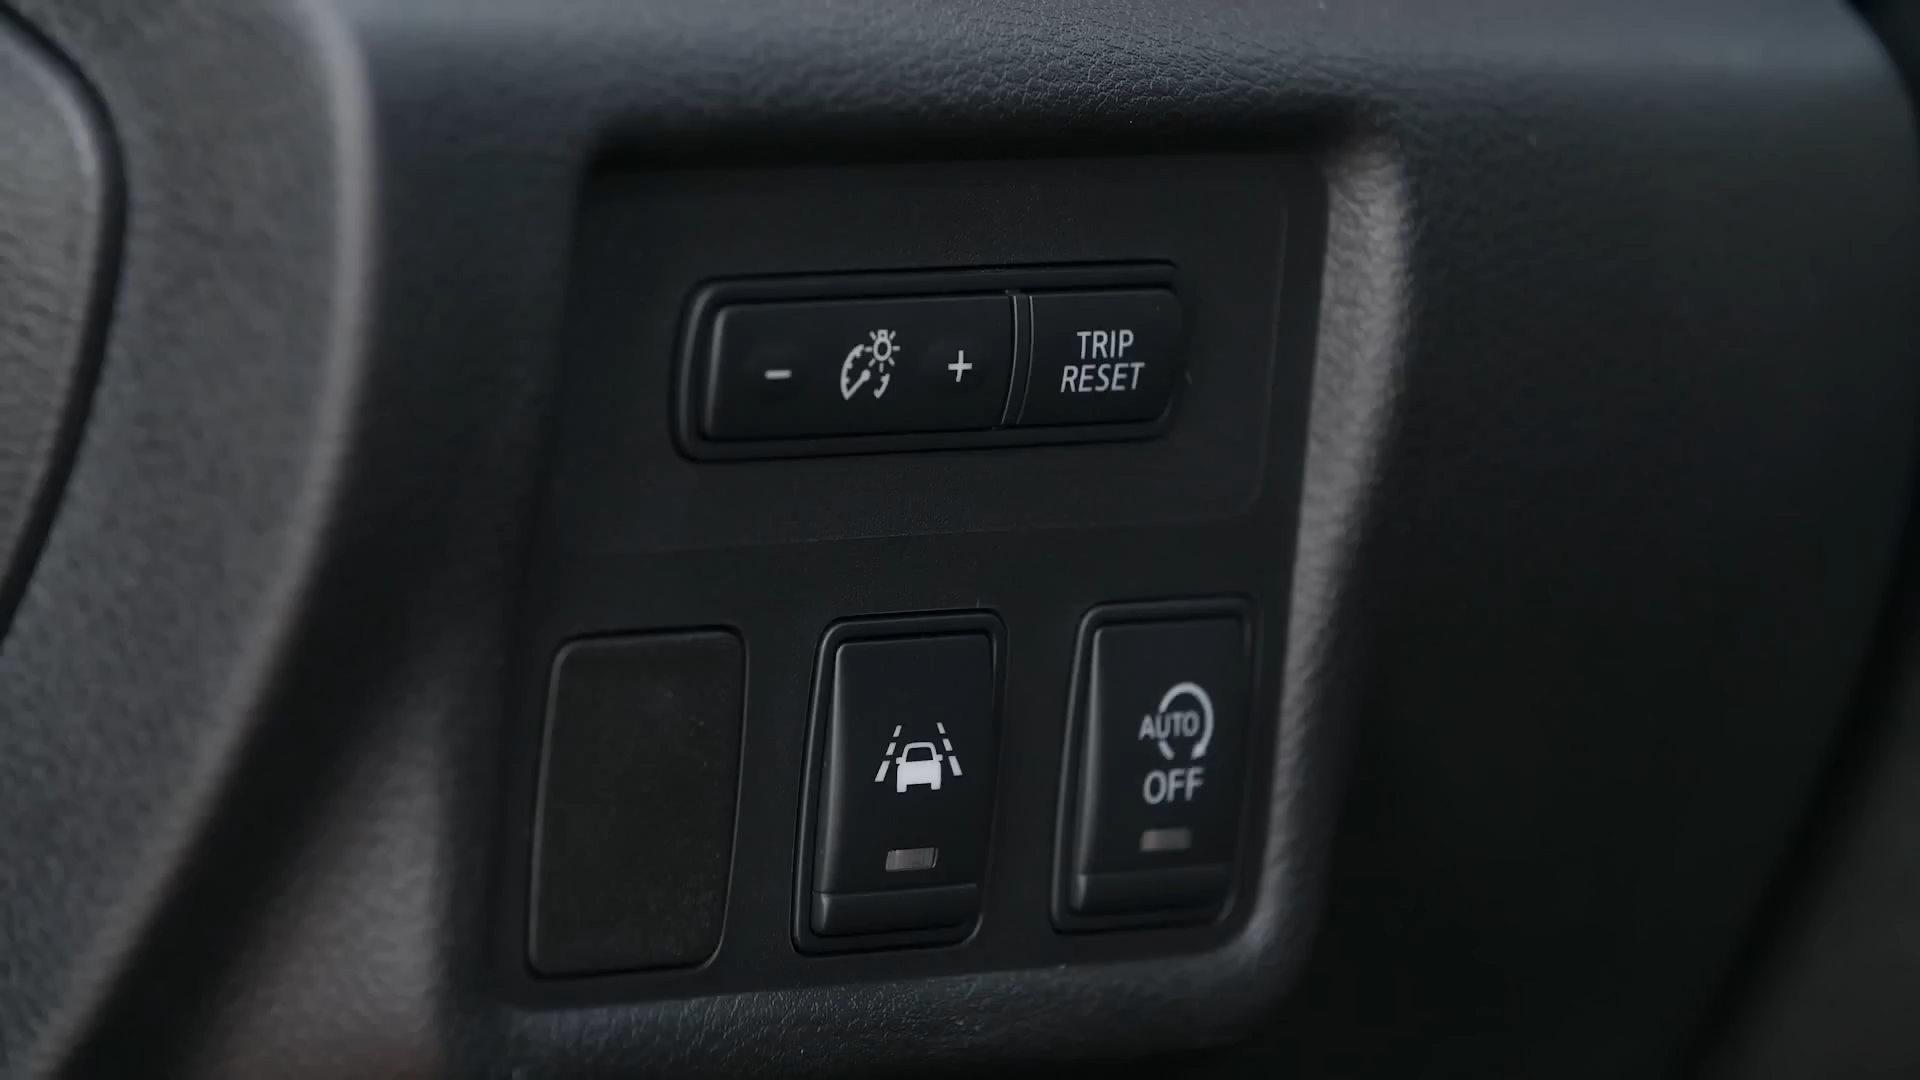 - +
TRIP
RESET
AUTO
OFF